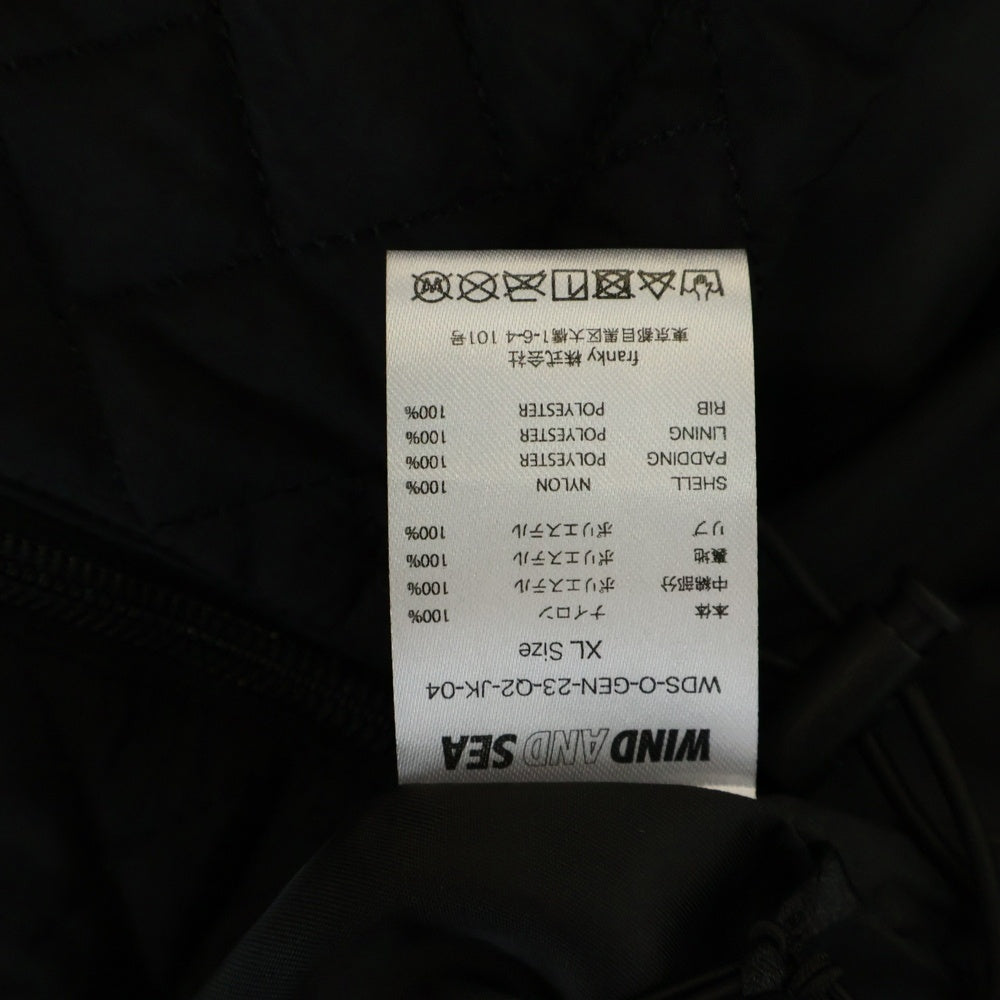 WIND AND SEA
WDS-O-GEN-23-Q2-JK-04
XL Size
本体 ナイロン 100%
中綿部分 ポリエステル 100%
裏地 ポリエステル 100%
リブ ポリエステル 100%
SHELL NYLON 100%
PADDING POLYESTER 100%
LINING POLYESTER 100%
RIB POLYESTER 100%
franky 株式会社
東京都目黒区大橋1-6-4 101号
W